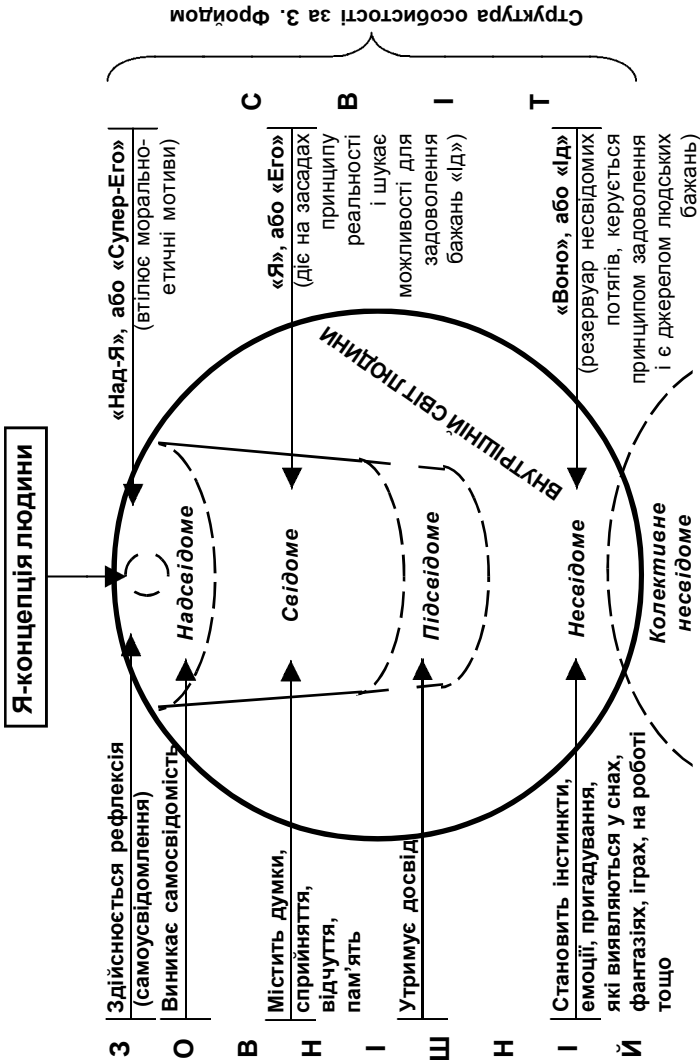 Я-концепція людини
Здійснюється рефлексія
(самоусвідомлення)
Виникає самосвідомість
Містить думки,
сприйняття,
відчуття,
пам’ять
Утримує досвід
Становить інстинкти,
емоції, пригадування,
які виявляються у снах,
фантазіях, іграх, на роботі
тощо
Надсвідоме
Свідоме
Підсвідоме
Несвідоме
Колективне
несвідоме
ВНУТРІШНІЙ СВІТ ЛЮДИНИ
«Над-Я», або «Супер-Его»
(втілює морально-
етичні мотиви)
«Я», або «Его»
(діє на засадах
принципу
реальності
і шукає
можливості для
задоволення
бажань «Ід»)
«Воно», або «Ід»
(резервуар несвідомих
потягів, керується
принципом задоволення
і є джерелом людських
бажань)
З О В Н І Ш Н І Й
С В І Т
Структура особистості за З. Фройдом